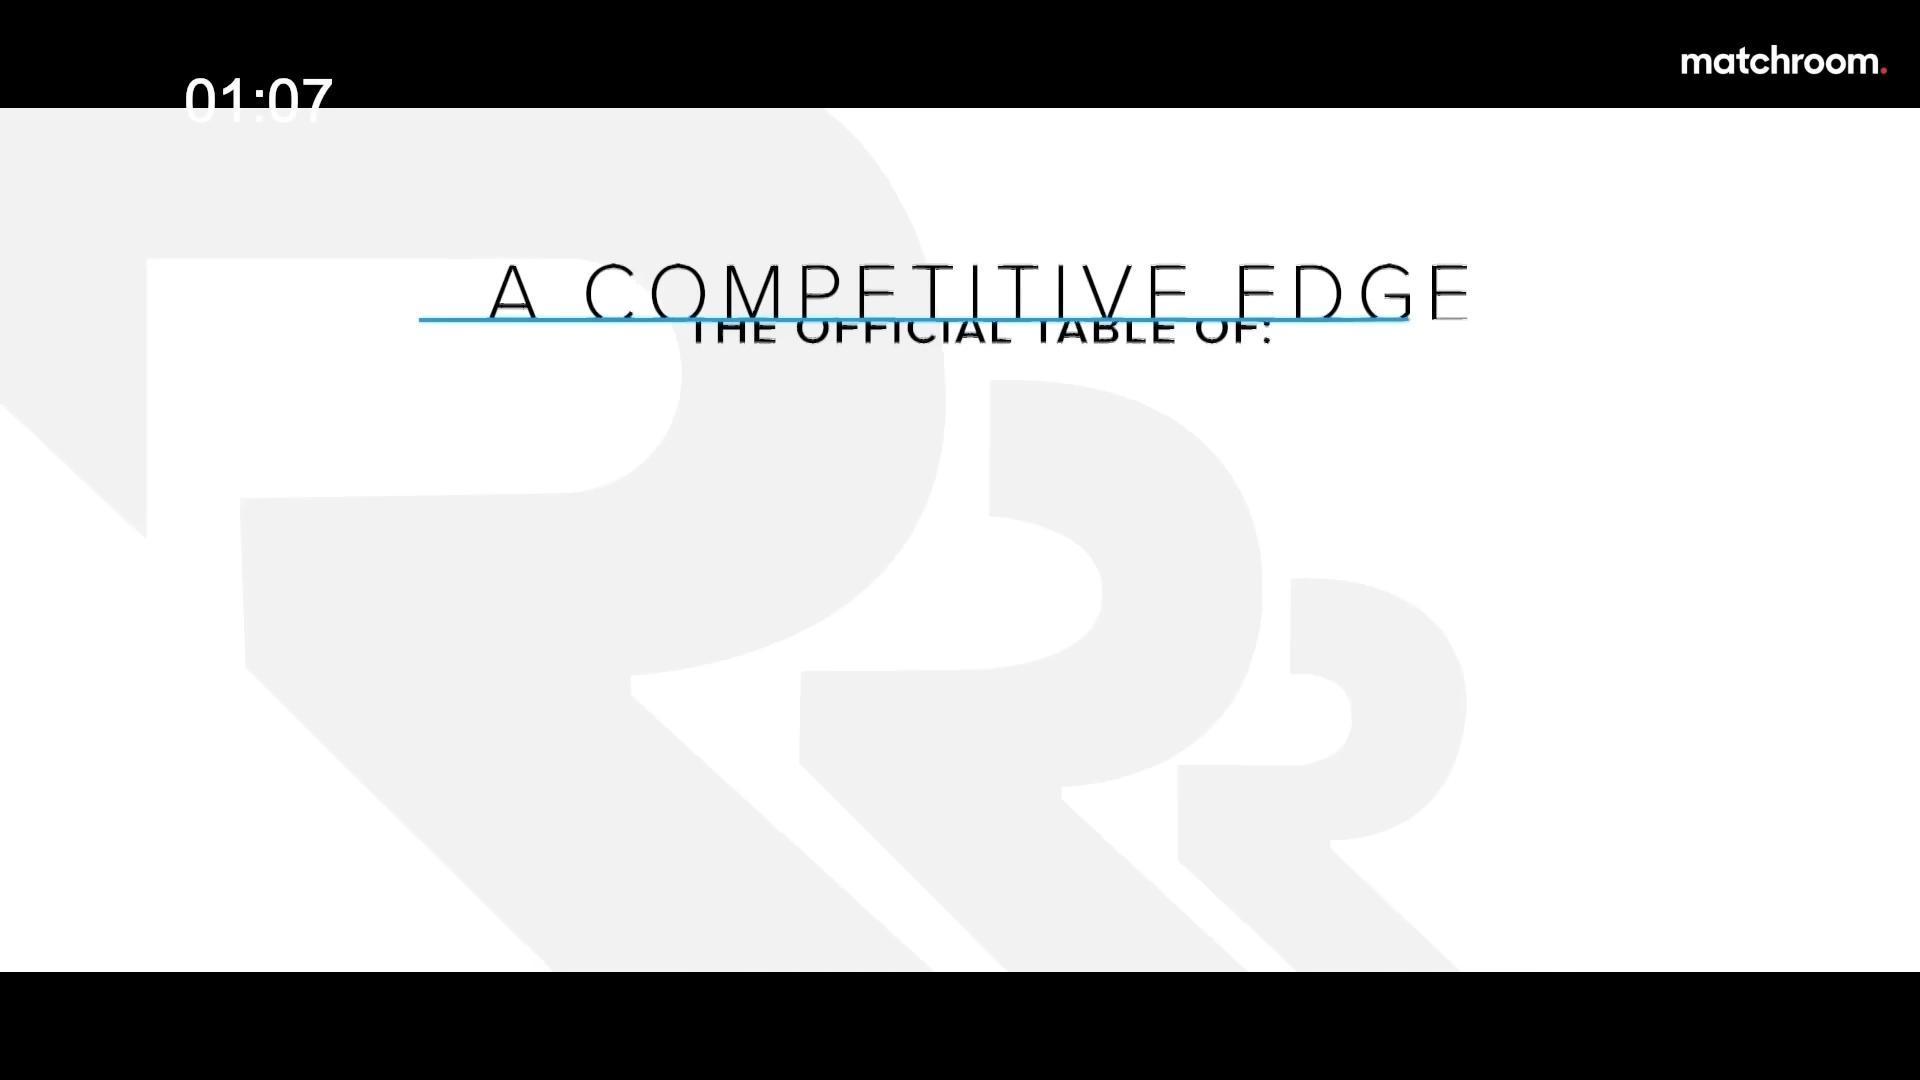 matchroom.
01:07
A COMPETITIVE EDGE
THE OFFICIAL TABLE OF: